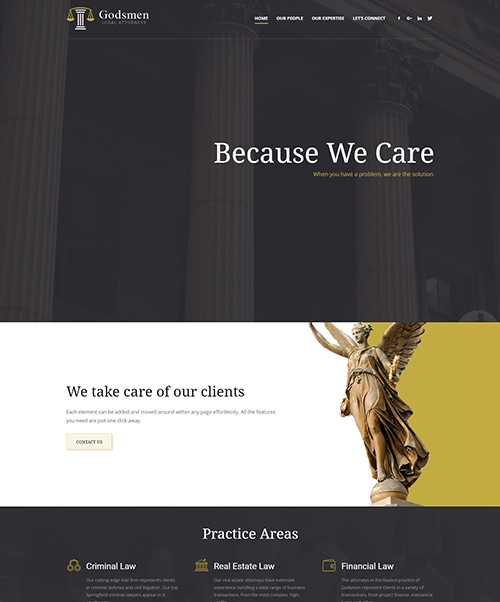 Godsmen
LEGAL ATTORNEYS
HOME OUR PEOPLE OUR EXPERTISE LET'S CONNECT
Because We Care
When you have a problem, we are the solution.
We take care of our clients
Each element can be added and moved around within any page effortlessly. All the features
you need are just one click away.
CONTACT US
Practice Areas
Criminal Law
Our cutting-edge trial firm represents clients
in criminal defense and civil litigation. Our top
Springfield criminal lawyers appear in it.
Real Estate Law
Our real estate attorneys have extensive
experience handling a wide range of business
transactions, from the most complex, high-
Financial Law
The attorneys in the finance practice of
Godsmen represent clients in a variety of
transactions, from project finance, mezzanine